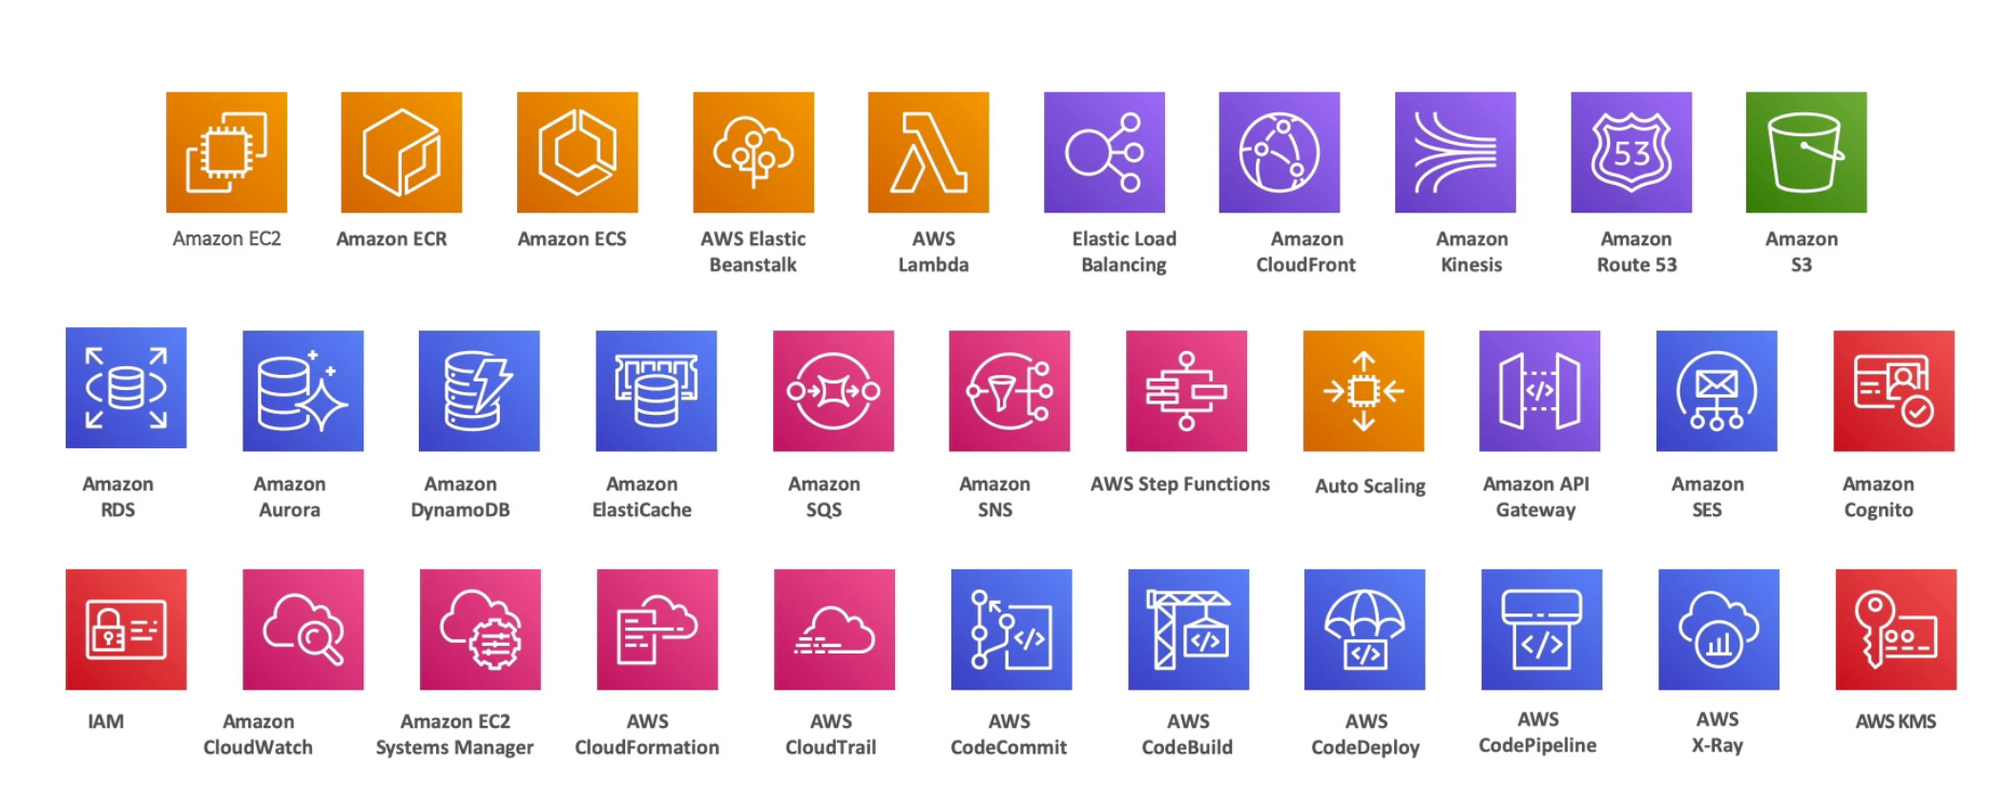 53
Amazon EC2
Amazon ECR
Amazon ECS
AWS Elastic
Beanstalk
AWS
Lambda
Elastic Load
Balancing
Amazon
CloudFront
Amazon
Kinesis
Amazon
Route 53
Amazon
S3
</>
Amazon
RDS
Amazon
Aurora
Amazon
DynamoDB
Amazon
ElastiCache
Amazon
SQS
Amazon
SNS
AWS Step Functions
Auto Scaling
Amazon API
Gateway
Amazon
SES
Amazon
Cognito
</>
</>
</>
</>
IAM
Amazon
CloudWatch
Amazon EC2
Systems Manager
AWS
CloudFormation
AWS
CloudTrail
AWS
CodeCommit
AWS
CodeBuild
AWS
CodeDeploy
AWS
CodePipeline
AWS
X-Ray
AWS KMS